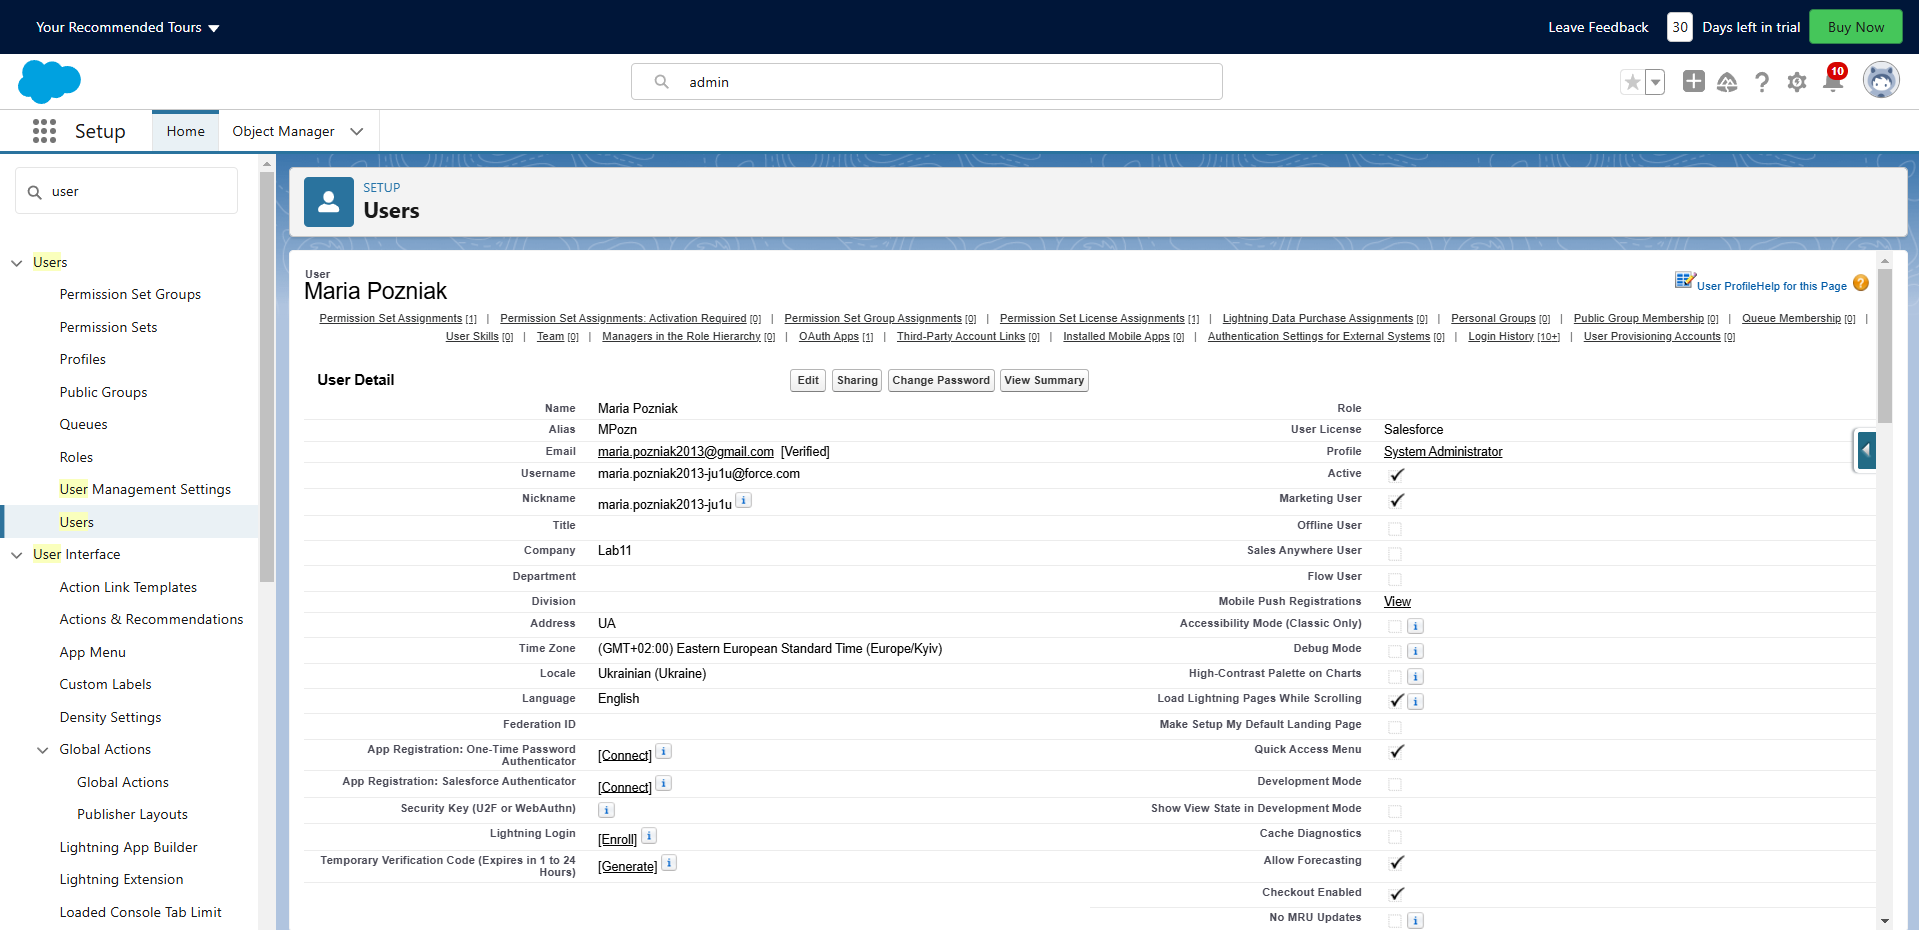 Your Recommended Tours
Leave Feedback 30 Days left in trial Buy Now
admin
10
Setup Home Object Manager
user
SETUP
Users
Users
Permission Set Groups
Permission Sets
Profiles
Public Groups
Queues
Roles
User Management Settings
Users
User Interface
Action Link Templates
Actions & Recommendations
App Menu
Custom Labels
Density Settings
Global Actions
Global Actions
Publisher Layouts
Lightning App Builder
Lightning Extension
Loaded Console Tab Limit
User
Maria Pozniak
User Profile Help for this Page ?
Permission Set Assignments [1] | Permission Set Assignments: Activation Required [0] | Permission Set Group Assignments [0] | Permission Set License Assignments [1] | Lightning Data Purchase Assignments [0] | Personal Groups [0] | Public Group Membership [0] | Queue Membership [0] |
User Skills [0] | Team [0] | Managers in the Role Hierarchy [0] | OAuth Apps [1] | Third-Party Account Links [0] | Installed Mobile Apps [0] | Authentication Settings for External Systems [0] | Login History [10+] | User Provisioning Accounts [0]
User Detail Edit Sharing Change Password View Summary
Name Maria Pozniak Role
Alias MPozn User License Salesforce
Email maria.pozniak2013@gmail.com [Verified] Profile System Administrator
Username maria.pozniak2013-ju1u@force.com Active
Nickname maria.pozniak2013-ju1u i Marketing User
Title Offline User
Company Lab11 Sales Anywhere User
Department Flow User
Division Mobile Push Registrations View
Address UA Accessibility Mode (Classic Only) i
Time Zone (GMT+02:00) Eastern European Standard Time (Europe/Kyiv) Debug Mode i
Locale Ukrainian (Ukraine) High-Contrast Palette on Charts i
Language English Load Lightning Pages While Scrolling i
Federation ID Make Setup My Default Landing Page
App Registration: One-Time Password Authenticator [Connect] i Quick Access Menu
App Registration: Salesforce Authenticator [Connect] i Development Mode
Security Key (U2F or WebAuthn) i Show View State in Development Mode
Lightning Login [Enroll] i Cache Diagnostics
Temporary Verification Code (Expires in 1 to 24 Hours) [Generate] i Allow Forecasting
Checkout Enabled
No MRU Updates i